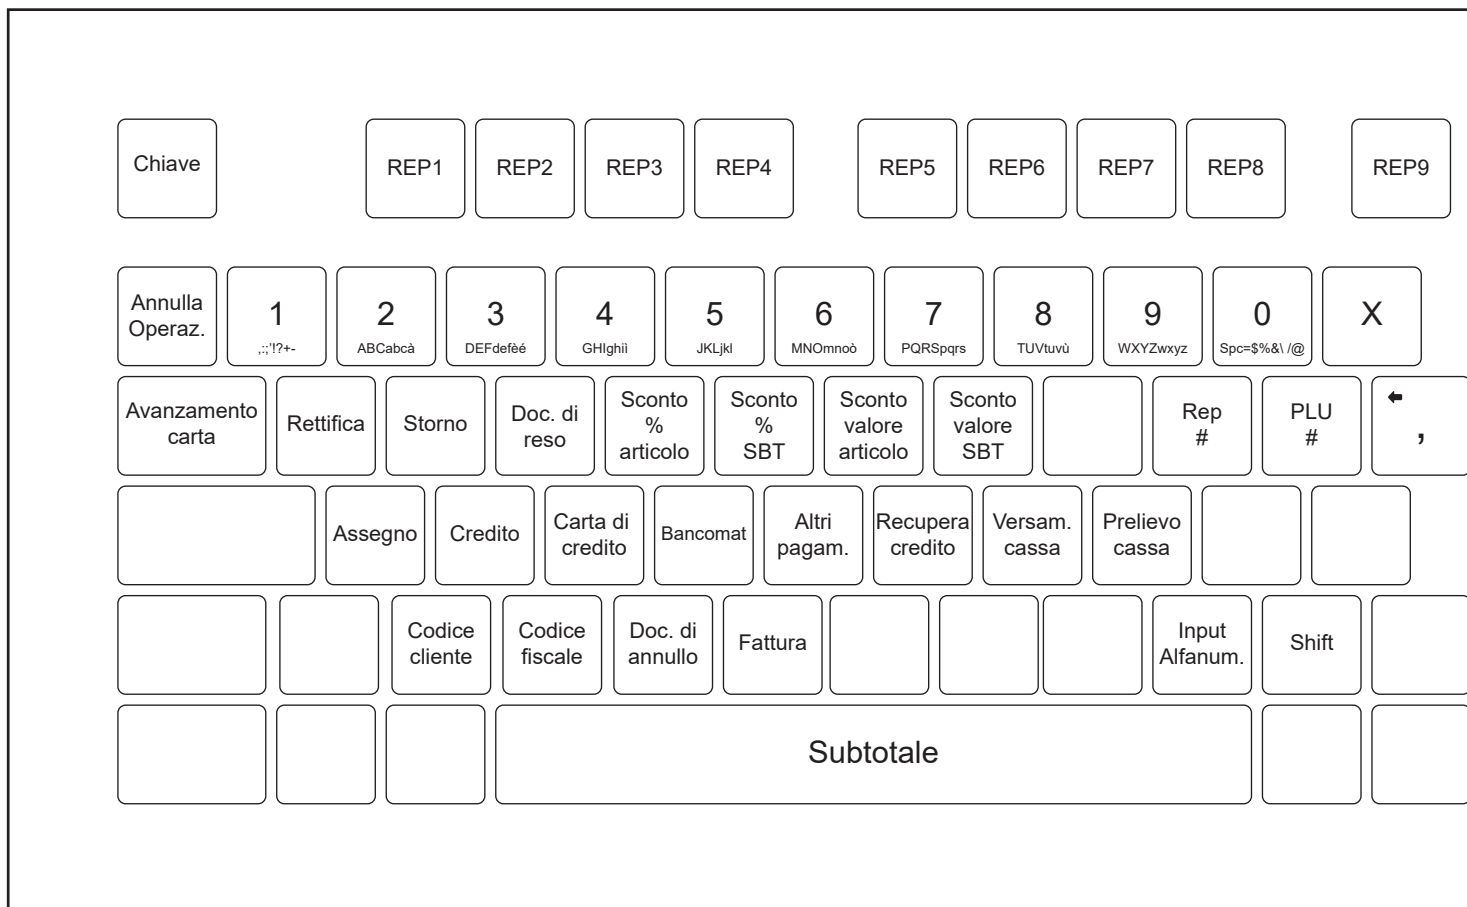 Chiave
REP1
REP2
REP3
REP4
REP5
REP6
REP7
REP8
REP9
Annulla
Operaz.
1
,:;'!?+-
2
ABCabcà
3
DEFdefèé
4
GHIghiì
5
JKLjkl
6
MNOmnoò
7
PQRSpqrs
8
TUVtuvù
9
WXYZwxyz
0
Spc=$%&\ /@
X
Avanzamento
carta
Rettifica
Storno
Doc. di
reso
Sconto
%
articolo
Sconto
%
SBT
Sconto
valore
articolo
Sconto
valore
SBT
Rep
#
PLU
#
,
Assegno
Credito
Carta di
credito
Bancomat
Altri
pagam.
Recupera
credito
Versam.
cassa
Prelievo
cassa
Codice
cliente
Codice
fiscale
Doc. di
annullo
Fattura
Input
Alfanum.
Shift
Subtotale